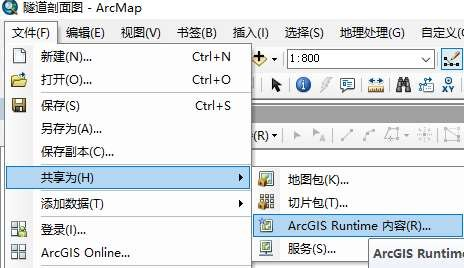 隧道剖面图 - ArcMap
文件(F) 编辑(E) 视图(V) 书签(B) 插入(I) 选择(S) 地理处理(G) 自定义(
新建(N)... Ctrl+N
1:800
打开(O)... Ctrl+O
保存(S) Ctrl+S
另存为(A)...
保存副本(C)... (R)
共享为(H)
地图包(K)...
添加数据(T)
切片包(T)...
登录(I)...
ArcGIS Runtime 内容(R)...
ArcGIS Online...
服务(S)...
ArcGIS Runtime